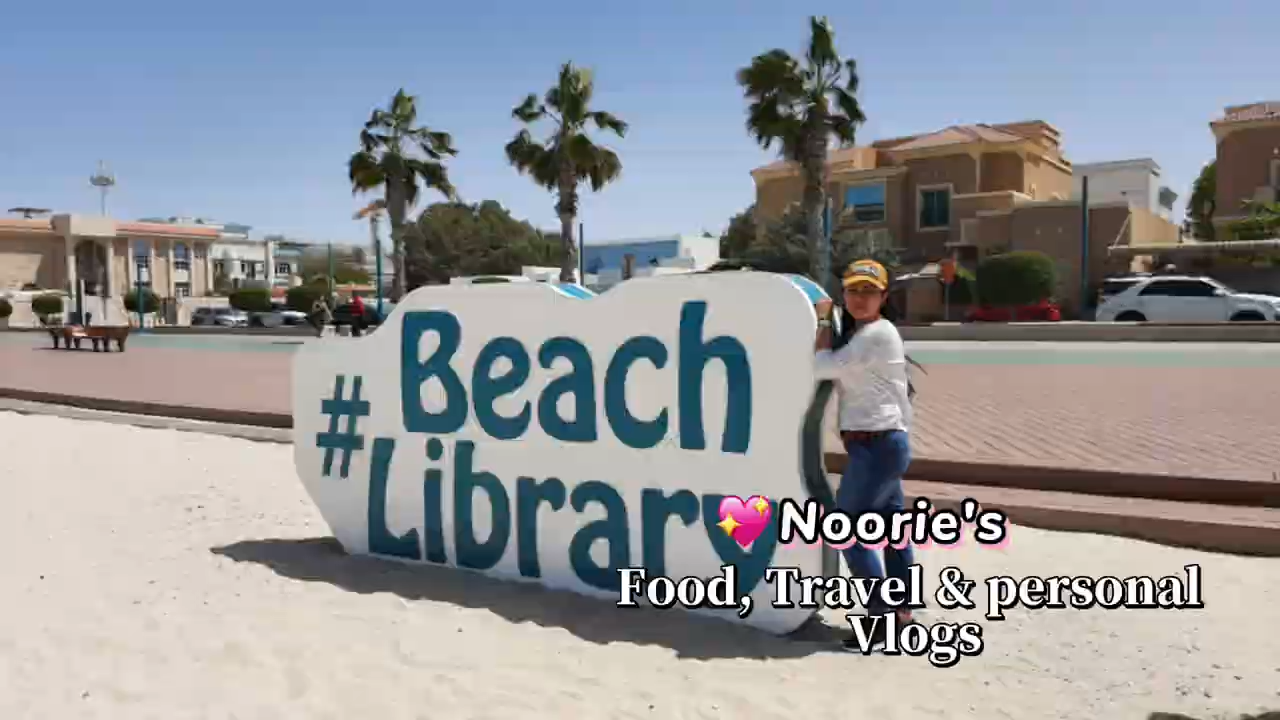 Beach
#Library
💖Noorie's
Food, Travel & personal
Vlogs